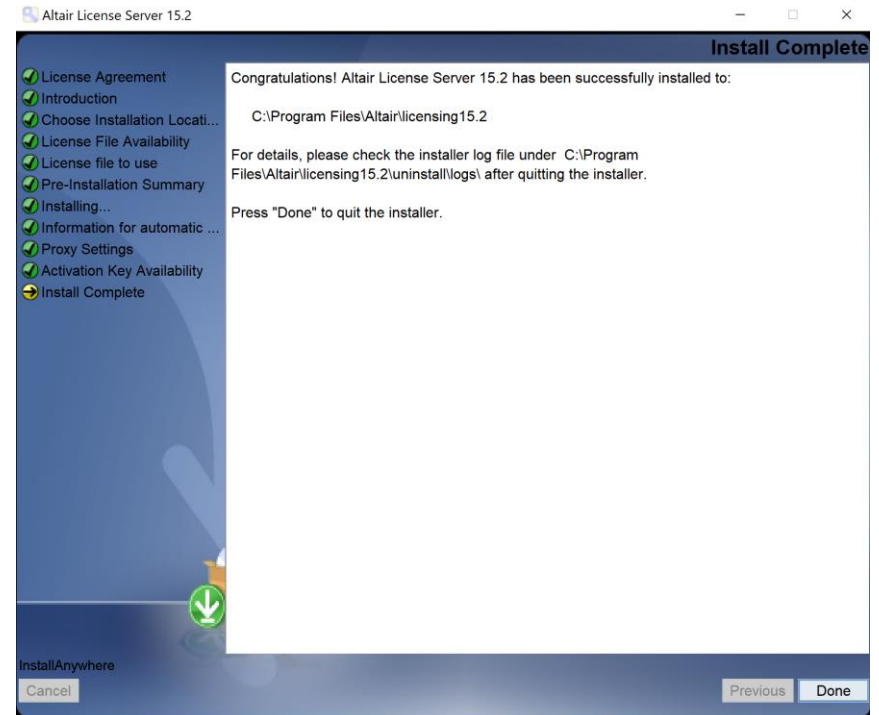 Altair License Server 15.2
Install Complete
License Agreement
Introduction
Choose Installation Locati...
License File Availability
License file to use
Pre-Installation Summary
Installing...
Information for automatic ...
Proxy Settings
Activation Key Availability
Install Complete
Congratulations! Altair License Server 15.2 has been successfully installed to:
C:\Program Files\Altair\licensing15.2
For details, please check the installer log file under C:\Program
Files\Altair\licensing15.2\uninstall\logs\ after quitting the installer.
Press "Done" to quit the installer.
InstallAnywhere
Cancel
Previous
Done